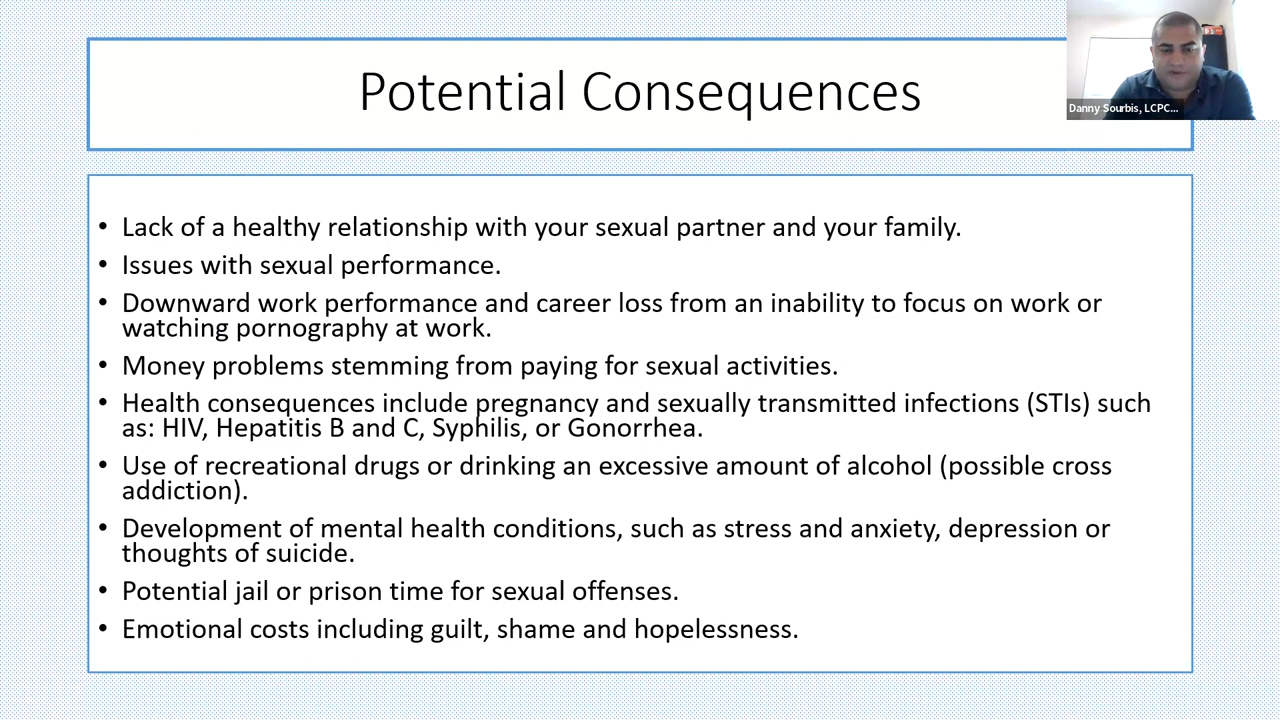 Potential Consequences
Danny Sourbis, LCPC...
• Lack of a healthy relationship with your sexual partner and your family.
• Issues with sexual performance.
• Downward work performance and career loss from an inability to focus on work or
watching pornography at work.
• Money problems stemming from paying for sexual activities.
• Health consequences include pregnancy and sexually transmitted infections (STIs) such
as: HIV, Hepatitis B and C, Syphilis, or Gonorrhea.
• Use of recreational drugs or drinking an excessive amount of alcohol (possible cross
addiction).
• Development of mental health conditions, such as stress and anxiety, depression or
thoughts of suicide.
• Potential jail or prison time for sexual offenses.
• Emotional costs including guilt, shame and hopelessness.